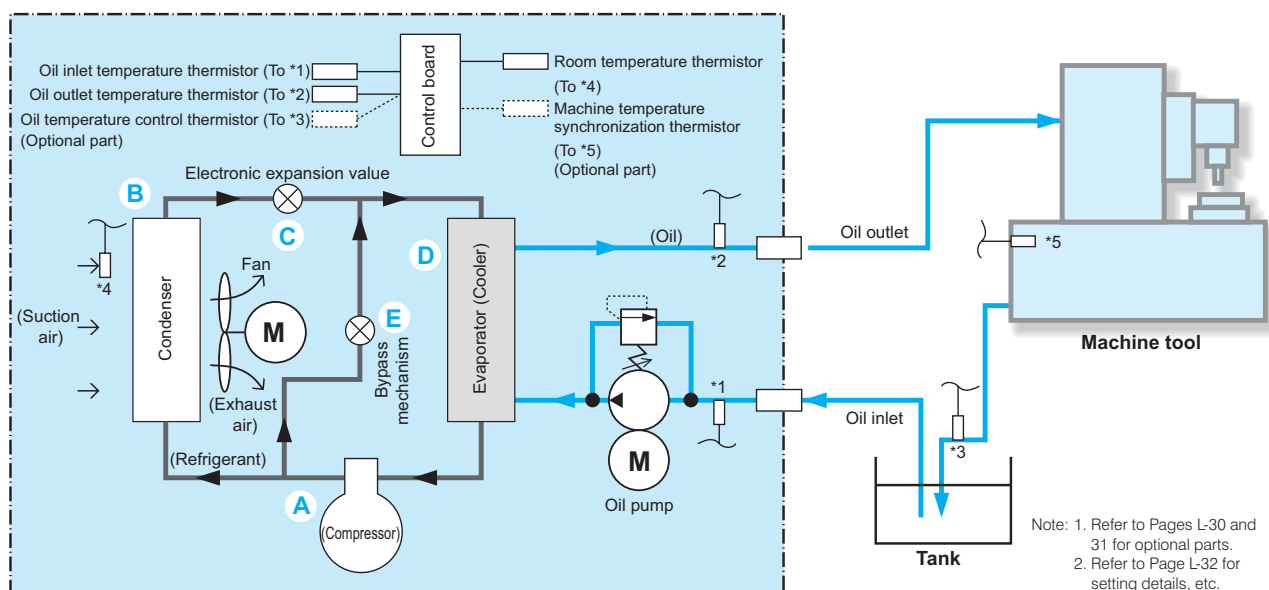 Oil inlet temperature thermistor (To *1)
Oil outlet temperature thermistor (To *2)
Oil temperature control thermistor (To *3)
(Optional part)
Control board
Room temperature thermistor
(To *4)
Machine temperature
synchronization thermistor
(To *5)
(Optional part)
Electronic expansion value
B
C
D
E
A
*4
(Suction
air)
Condenser
Fan
M
(Exhaust
air)
Bypass
mechanism
Evaporator (Cooler)
(Refrigerant)
(Compressor)
(Oil)
*2
Oil outlet
*5
Machine tool
*1
Oil inlet
M
Oil pump
*3
Tank
Note: 1. Refer to Pages L-30 and
31 for optional parts.
2. Refer to Page L-32 for
setting details, etc.